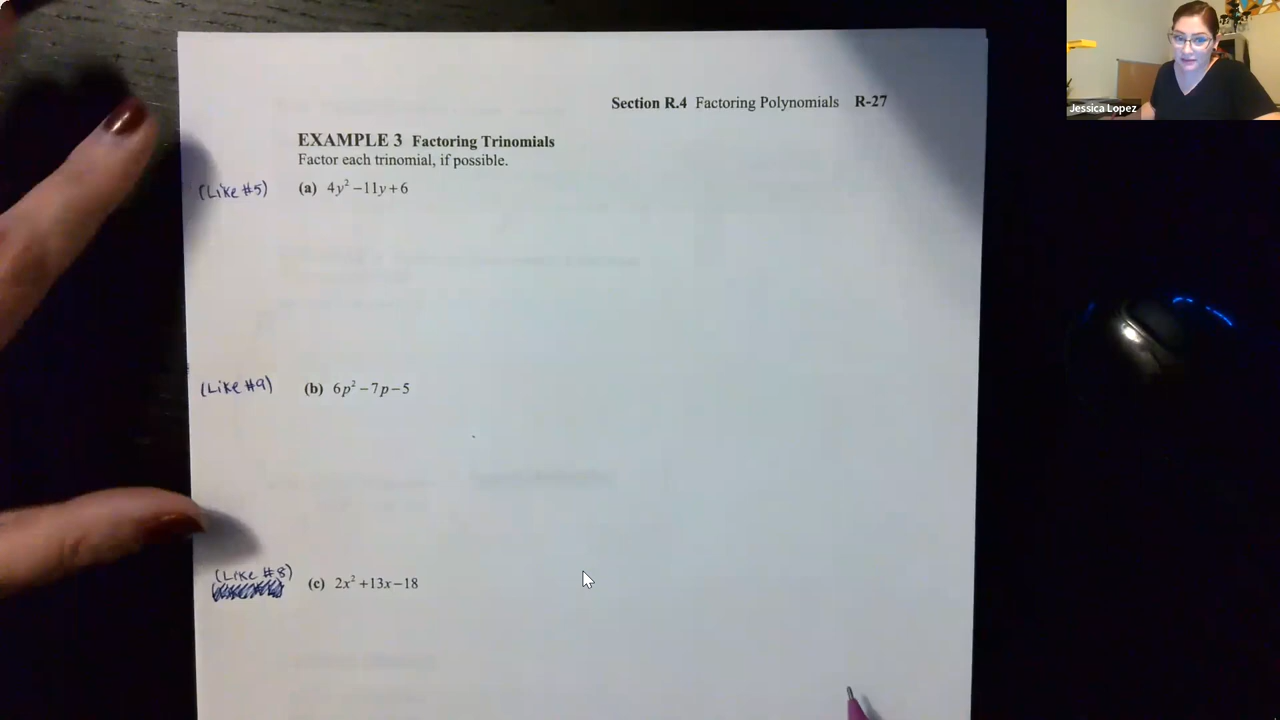 Jessica Lopez
Section R.4 Factoring Polynomials R-27
EXAMPLE 3 Factoring Trinomials
Factor each trinomial, if possible.
(Like #5) (a) 4y² – 11y + 6
(Like #9) (b) 6p² – 7p – 5
(Like #8)
(c) 2x² + 13x – 18